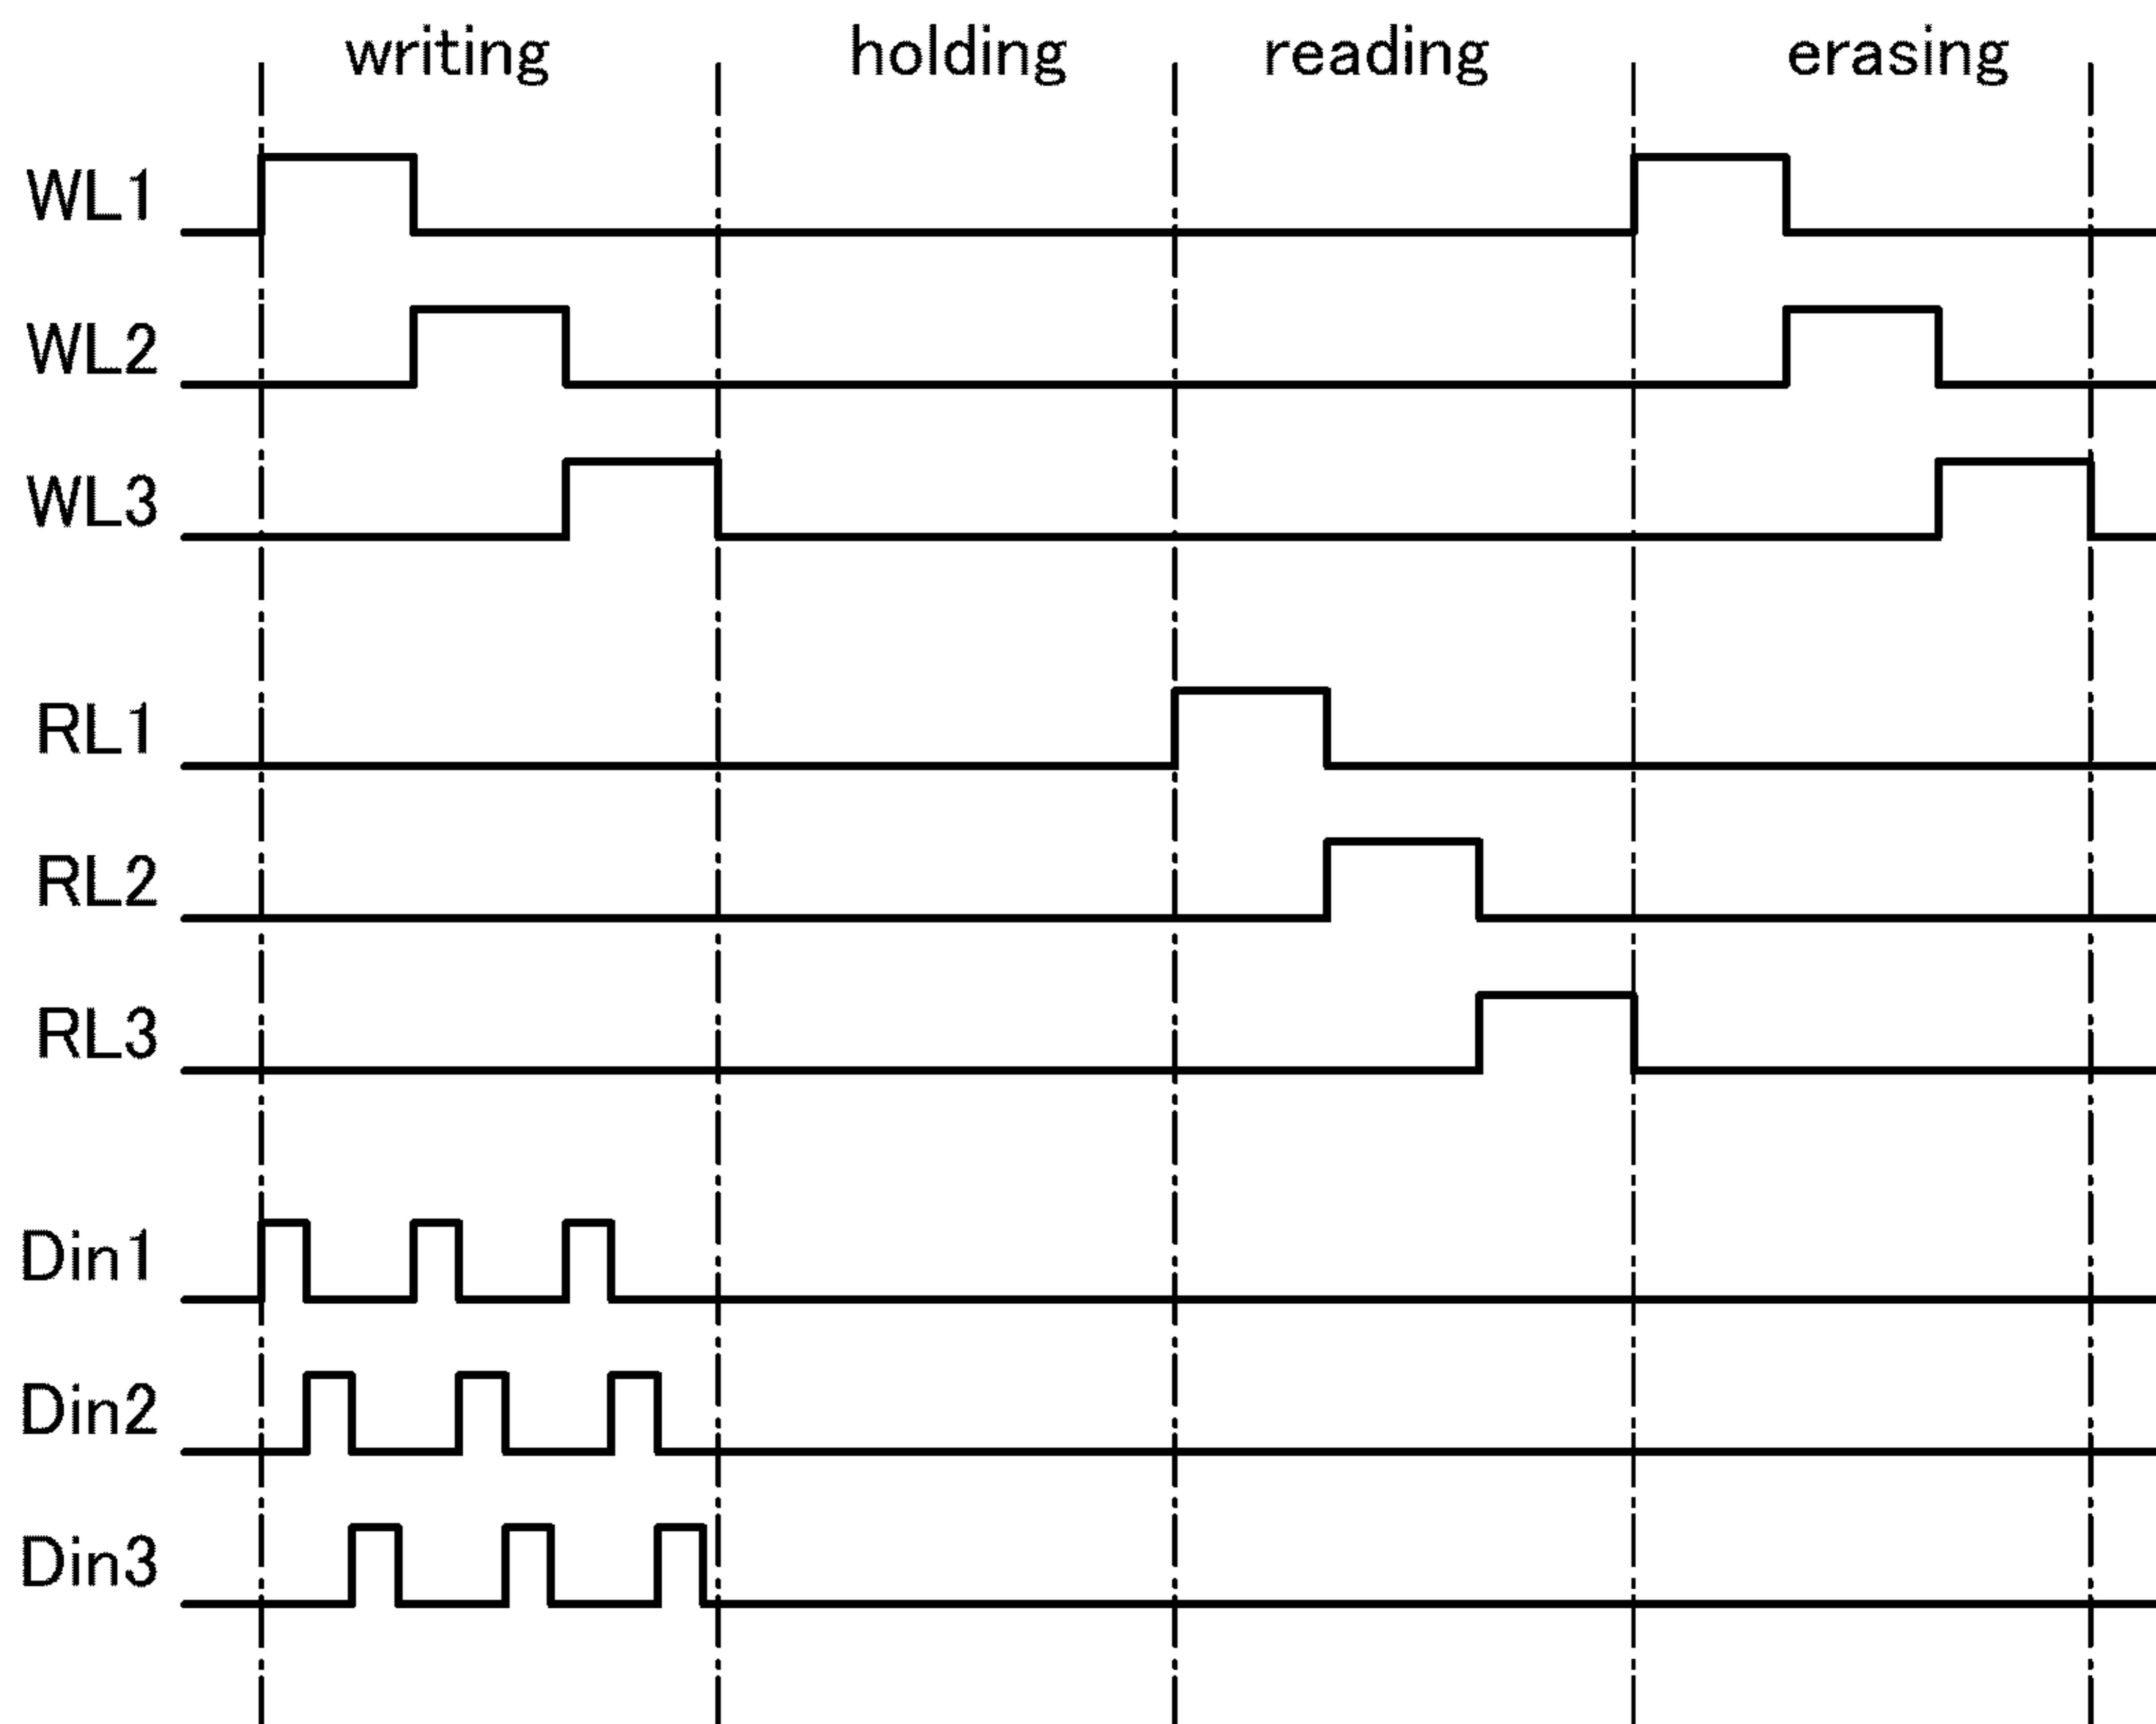 writing holding reading erasing
WL1
WL2
WL3
RL1
RL2
RL3
Din1
Din2
Din3